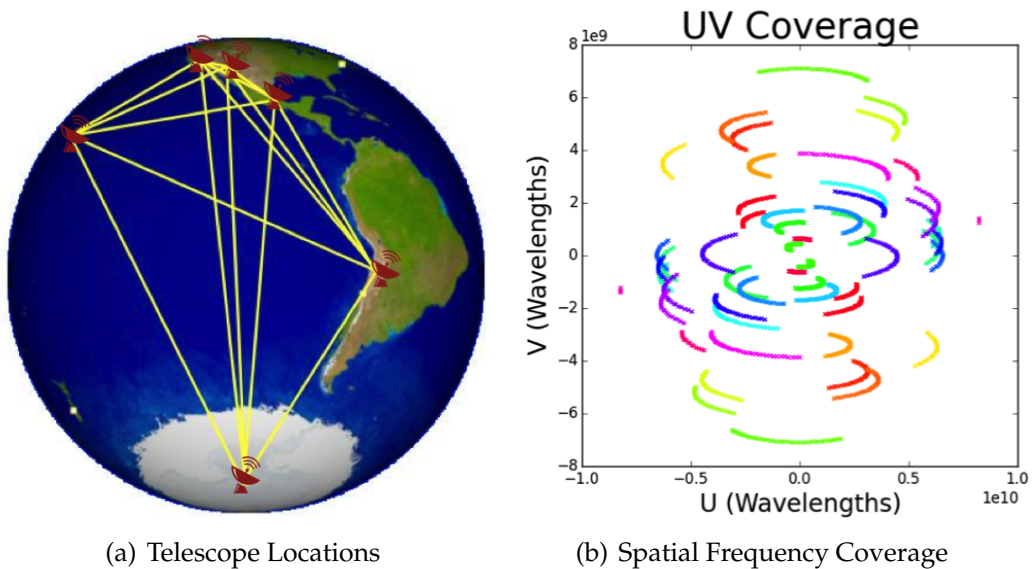 UV Coverage
1e9
8
6
4
2
0
−2
−4
−6
−8
V (Wavelengths)
−1.0 −0.5 0.0 0.5 1.0
1e10
U (Wavelengths)
(a) Telescope Locations
(b) Spatial Frequency Coverage